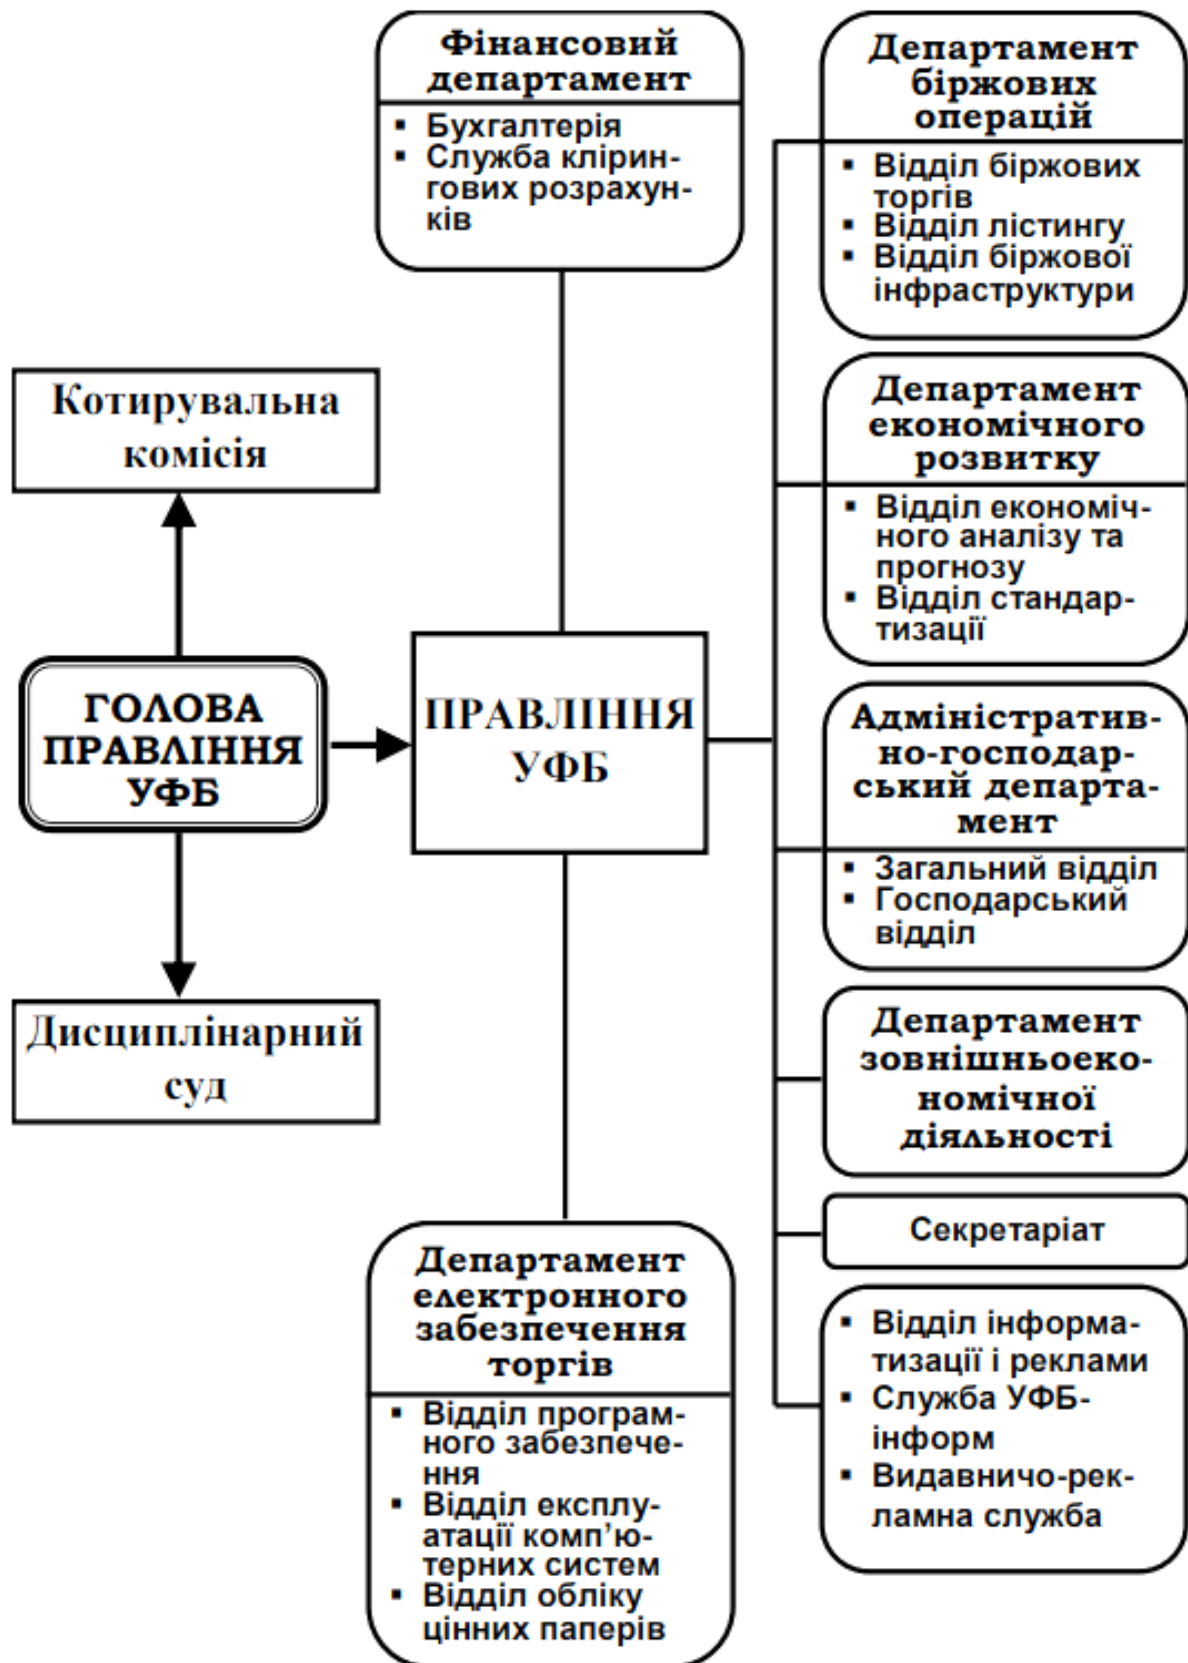 Фінансовий
департамент
▪ Бухгалтерія
▪ Служба клірин-
гових розрахун-
ків
Департамент
біржових
операцій
▪ Відділ біржових
торгів
▪ Відділ лістингу
▪ Відділ біржової
інфраструктури
Котирувальна
комісія
Департамент
економічного
розвитку
▪ Відділ економіч-
ного аналізу та
прогнозу
▪ Відділ стандар-
тизації
ГОЛОВА
ПРАВЛІННЯ
УФБ
ПРАВЛІННЯ
УФБ
Адміністратив-
но-господар-
ський департа-
мент
▪ Загальний відділ
▪ Господарський
відділ
Дисциплінарний
суд
Департамент
зовнішньоеко-
номічної
діяльності
Секретаріат
Департамент
електронного
забезпечення
торгів
▪ Відділ програм-
ного забезпече-
ння
▪ Відділ експлу-
атації комп’ю-
терних систем
▪ Відділ обліку
цінних паперів
▪ Відділ інформа-
тизації і реклами
▪ Служба УФБ-
інформ
▪ Видавничо-рек-
ламна служба